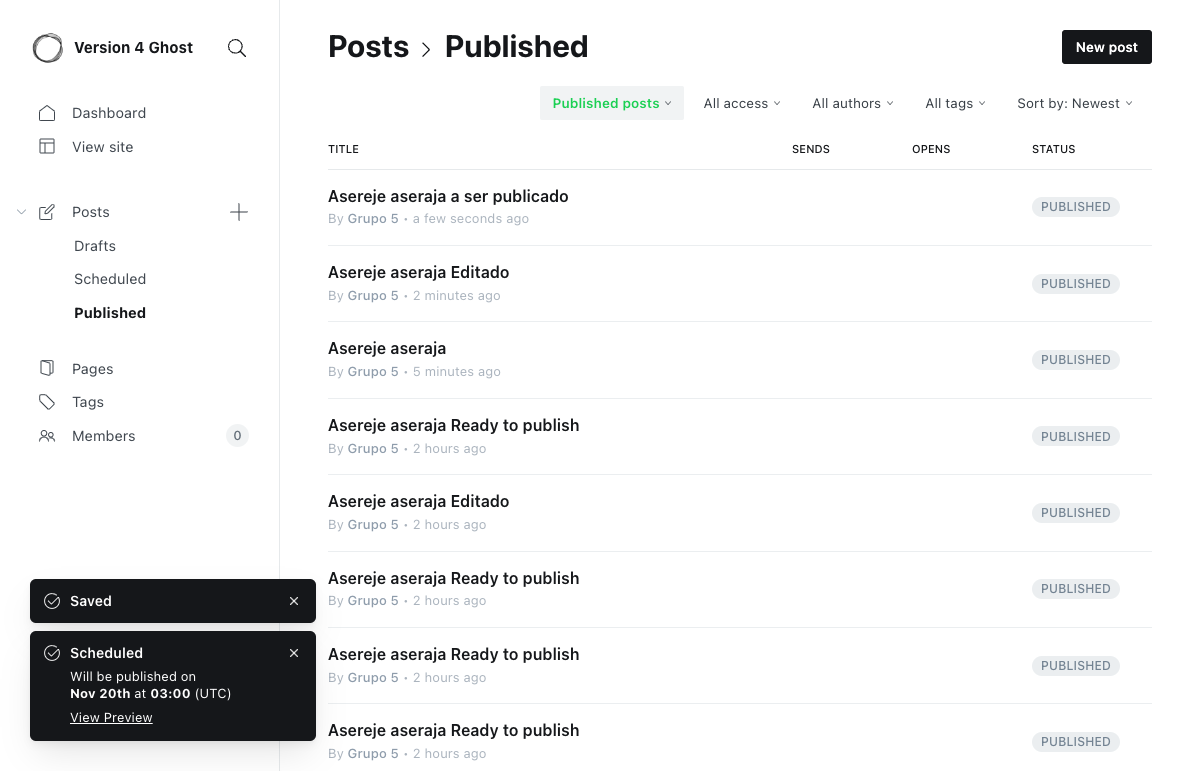 Version 4 Ghost
Dashboard
View site
Posts
Drafts
Scheduled
Published
Pages
Tags
Members 0
Saved
Scheduled
Will be published on
Nov 20th at 03:00 (UTC)
View Preview
Posts › Published
New post
Published posts All access All authors All tags Sort by: Newest
TITLE SENDS OPENS STATUS
Asereje aseraja a ser publicado
By Grupo 5 • a few seconds ago
PUBLISHED
Asereje aseraja Editado
By Grupo 5 • 2 minutes ago
PUBLISHED
Asereje aseraja
By Grupo 5 • 5 minutes ago
PUBLISHED
Asereje aseraja Ready to publish
By Grupo 5 • 2 hours ago
PUBLISHED
Asereje aseraja Editado
By Grupo 5 • 2 hours ago
PUBLISHED
Asereje aseraja Ready to publish
By Grupo 5 • 2 hours ago
PUBLISHED
Asereje aseraja Ready to publish
By Grupo 5 • 2 hours ago
PUBLISHED
Asereje aseraja Ready to publish
By Grupo 5 • 2 hours ago
PUBLISHED